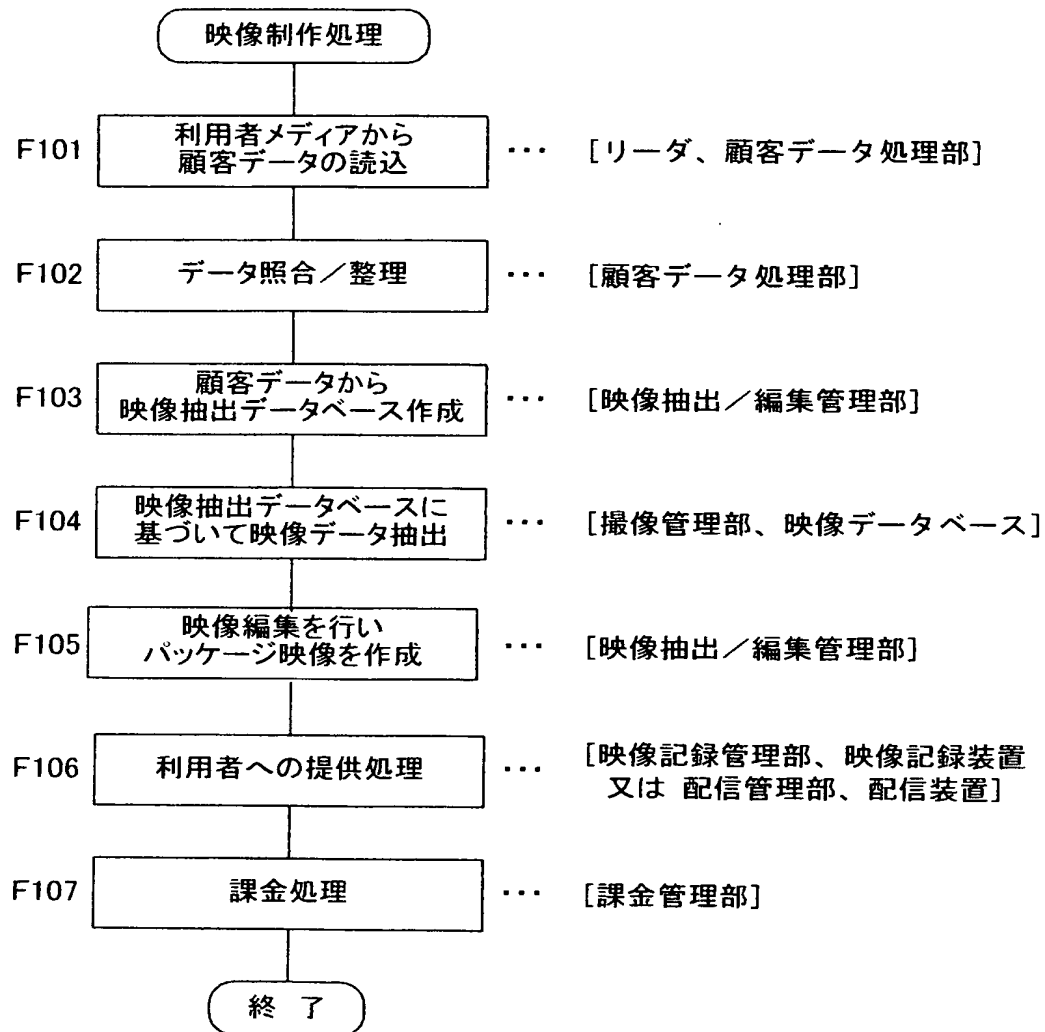 映像制作処理
F101
利用者メディアから
顧客データの読込
・・・ [リーダ、顧客データ処理部]
F102
データ照合／整理
・・・ [顧客データ処理部]
F103
顧客データから
映像抽出データベース作成
・・・ [映像抽出／編集管理部]
F104
映像抽出データベースに
基づいて映像データ抽出
・・・ [撮像管理部、映像データベース]
F105
映像編集を行い
パッケージ映像を作成
・・・ [映像抽出／編集管理部]
F106
利用者への提供処理
・・・ [映像記録管理部、映像記録装置
又は 配信管理部、配信装置]
F107
課金処理
・・・ [課金管理部]
終 了